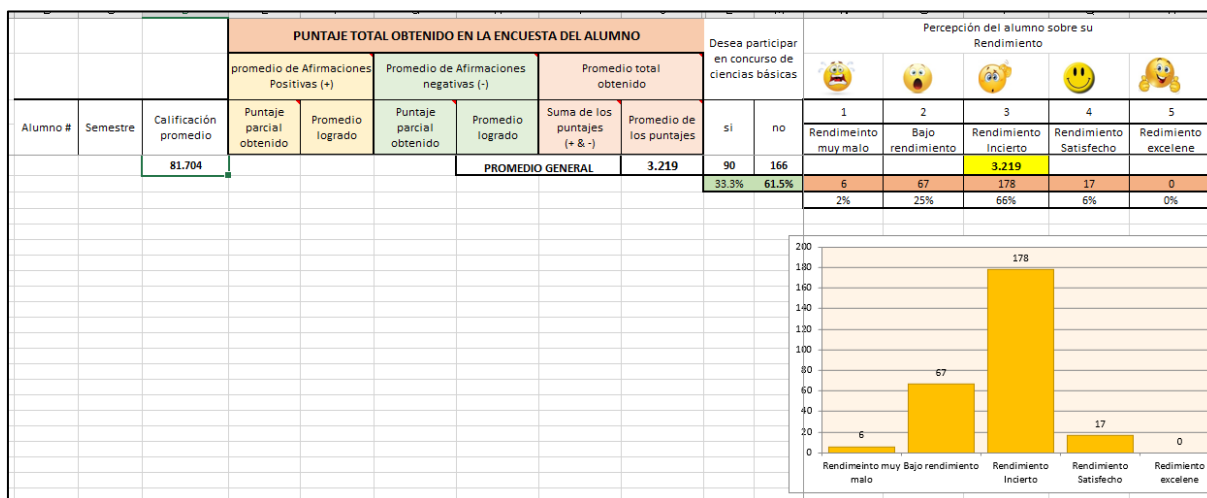 PUNTAJE TOTAL OBTENIDO EN LA ENCUESTA DEL ALUMNO
Desea participar
en concurso de
ciencias básicas
Percepción del alumno sobre su
Rendimiento
promedio de Afirmaciones
Positivas (+)
Promedio de Afirmaciones
negativas (-)
Promedio total
obtenido
Alumno #
Semestre
Calificación
promedio
Puntaje
parcial
obtenido
Promedio
logrado
Puntaje
parcial
obtenido
Promedio
logrado
Suma de los
puntajes
(+ & -)
Promedio de
los puntajes
si
no
1
2
3
4
5
Rendimeinto
muy malo
Bajo
rendimiento
Rendimiento
Incierto
Rendimiento
Satisfecho
Redimiento
excelene
81.704
PROMEDIO GENERAL
3.219
90
166
3.219
33.3%
61.5%
6
67
178
17
0
2%
25%
66%
6%
0%
200
180
160
140
120
100
80
60
40
20
0
6
67
178
17
0
Rendimeinto muy
malo
Bajo rendimiento
Rendimiento
Incierto
Rendimiento
Satisfecho
Redimiento
excelene